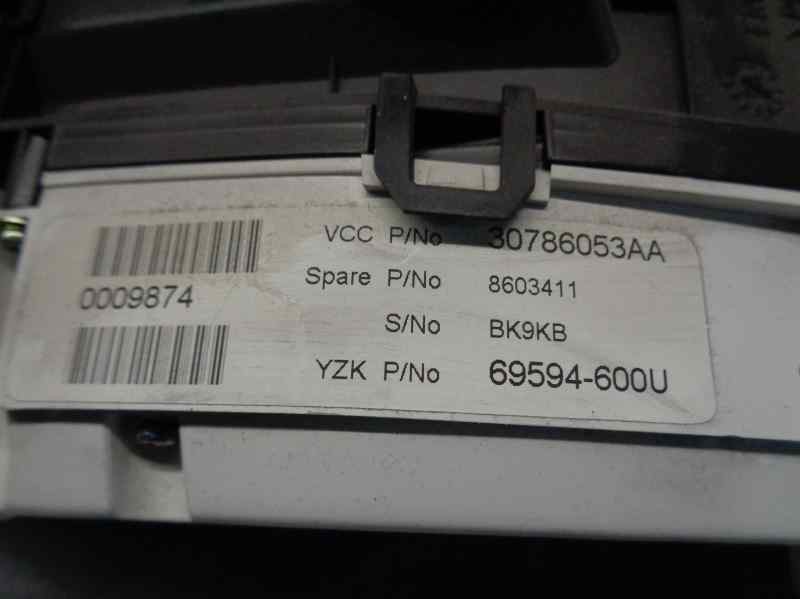 VCC P/No 30786053AA
0009874
Spare P/No 8603411
S/No BK9KB
YZK P/No 69594-600U